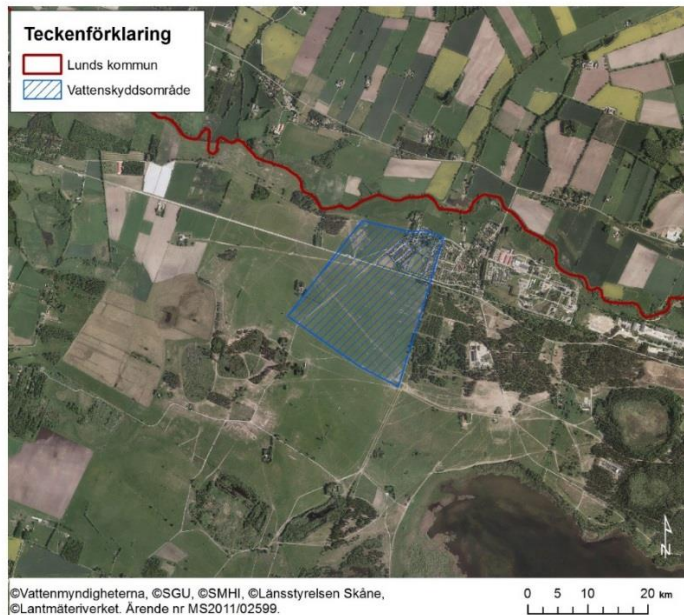 Teckenförklaring
Lunds kommun
Vattenskyddsområde
N
©Vattenmyndigheterna, ©SGU, ©SMHI, ©Länsstyrelsen Skåne,
©Lantmäteriverket. Ärende nr MS2011/02599.
0 5 10 20 km